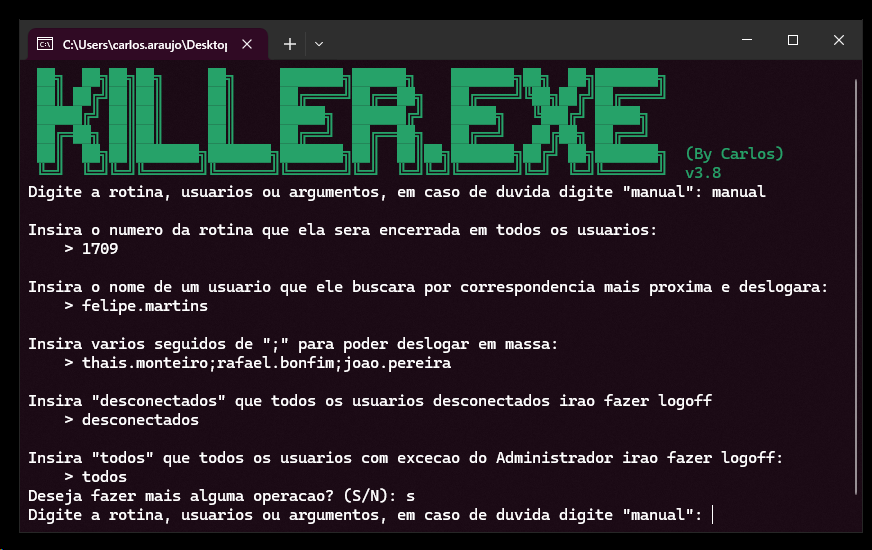 C:\Users\carlos.araujo\Desktop
KILLER.EXE
(By Carlos)
v3.8
Digite a rotina, usuarios ou argumentos, em caso de duvida digite "manual": manual
Insira o numero da rotina que ela sera encerrada em todos os usuarios:
> 1709
Insira o nome de um usuario que ele buscara por correspondencia mais proxima e deslogara:
> felipe.martins
Insira varios seguidos de ";" para poder deslogar em massa:
> thais.monteiro;rafael.bonfim;joao.pereira
Insira "desconectados" que todos os usuarios desconectados irao fazer logoff
> desconectados
Insira "todos" que todos os usuarios com excecao do Administrador irao fazer logoff:
> todos
Deseja fazer mais alguma operacao? (S/N): s
Digite a rotina, usuarios ou argumentos, em caso de duvida digite "manual":